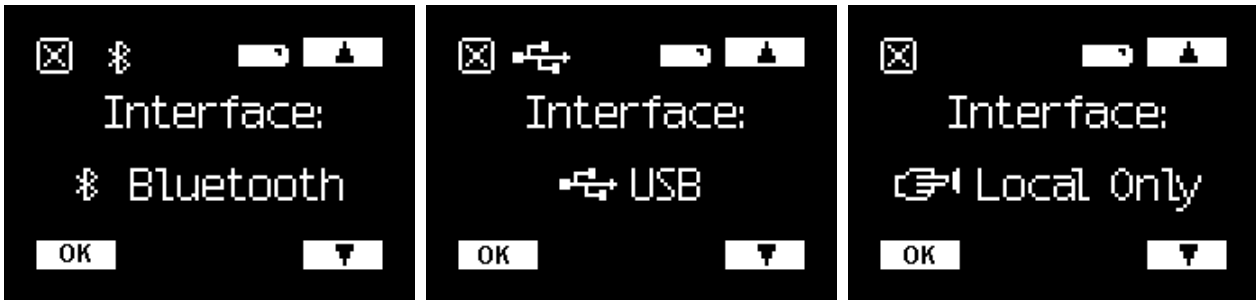 Interface:
Bluetooth
OK
Interface:
USB
OK
Interface:
Local Only
OK